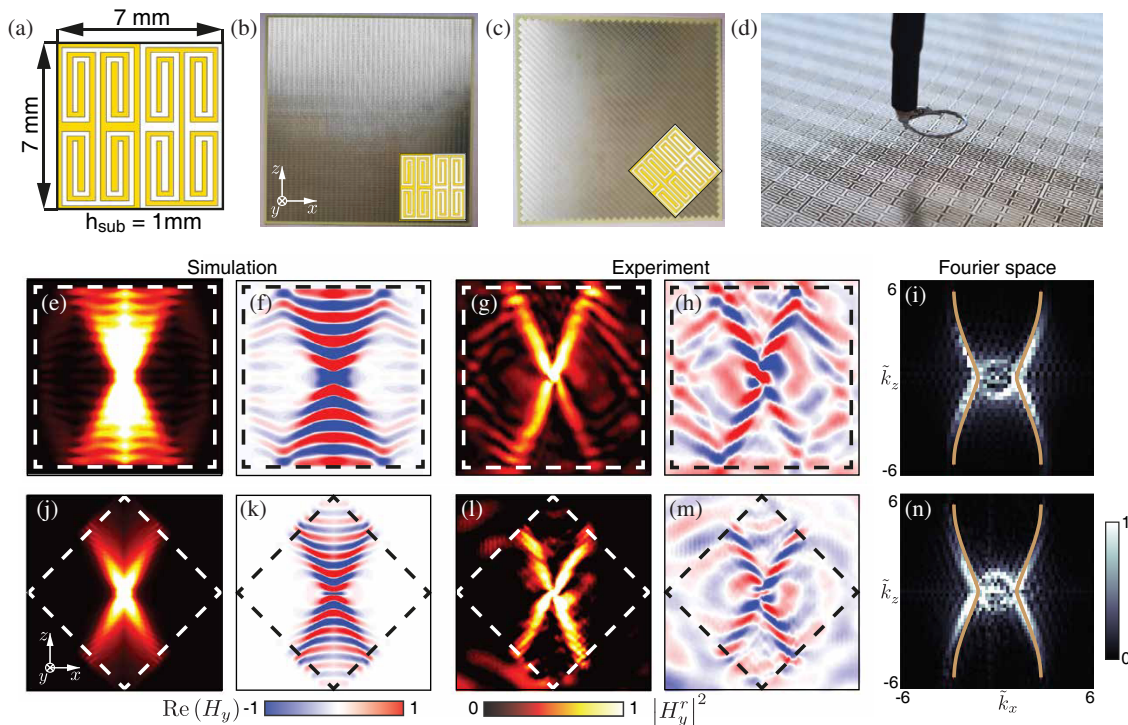 (a)
7 mm
7 mm
h_sub = 1mm
(b)
z
y
x
(c)
(d)
Simulation
Experiment
Fourier space
(e)
(f)
(g)
(h)
(i)
6
k̃_z
-6
(j)
z
y
x
(k)
(l)
(m)
(n)
6
k̃_z
-6
k̃_x
6
1
0
Re (H_y) -1
1
0
1
|H_y^r|^2